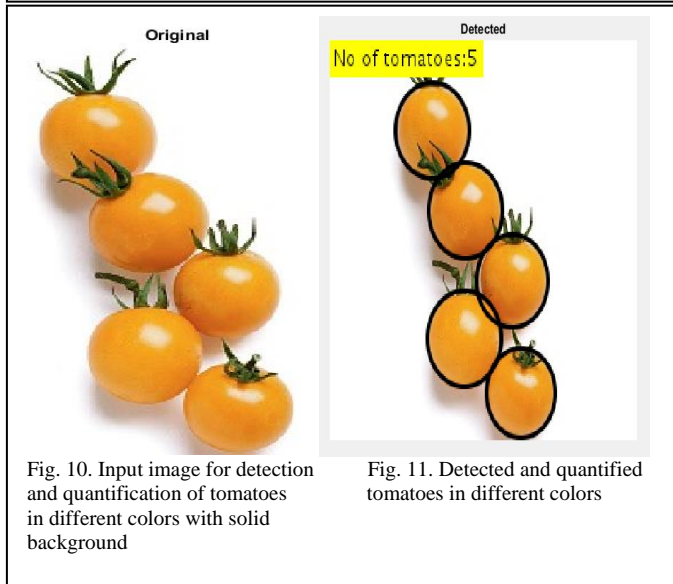 Original
Detected
No of tomatoes:5
Fig. 10. Input image for detection
and quantification of tomatoes
in different colors with solid
background
Fig. 11. Detected and quantified
tomatoes in different colors